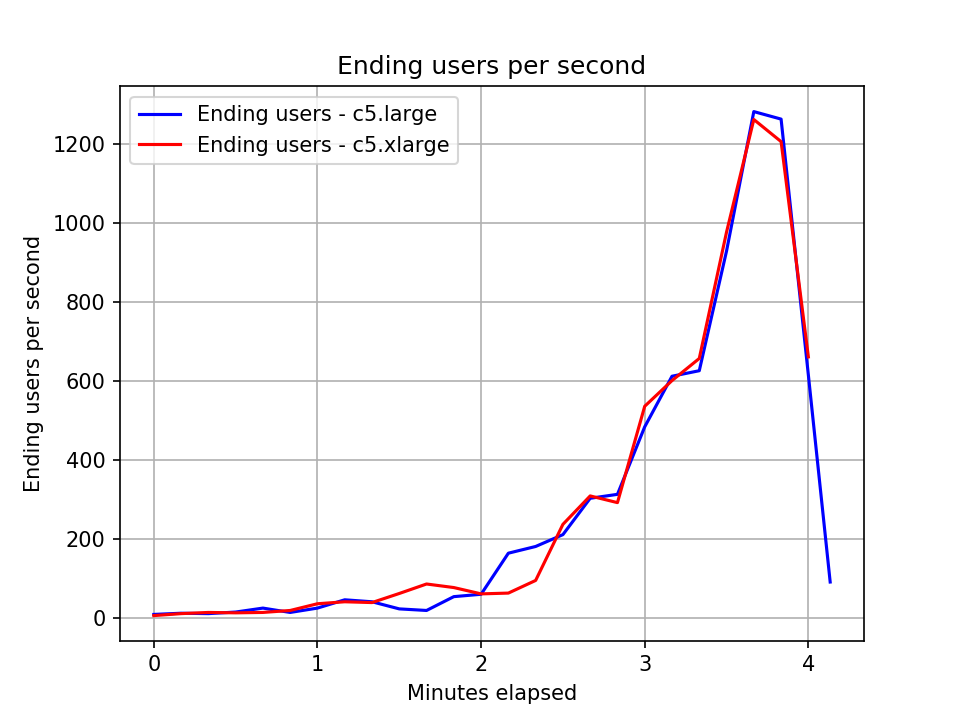 Ending users per second
Ending users - c5.large
Ending users - c5.xlarge
Ending users per second
1200
1000
800
600
400
200
0
0 1 2 3 4
Minutes elapsed